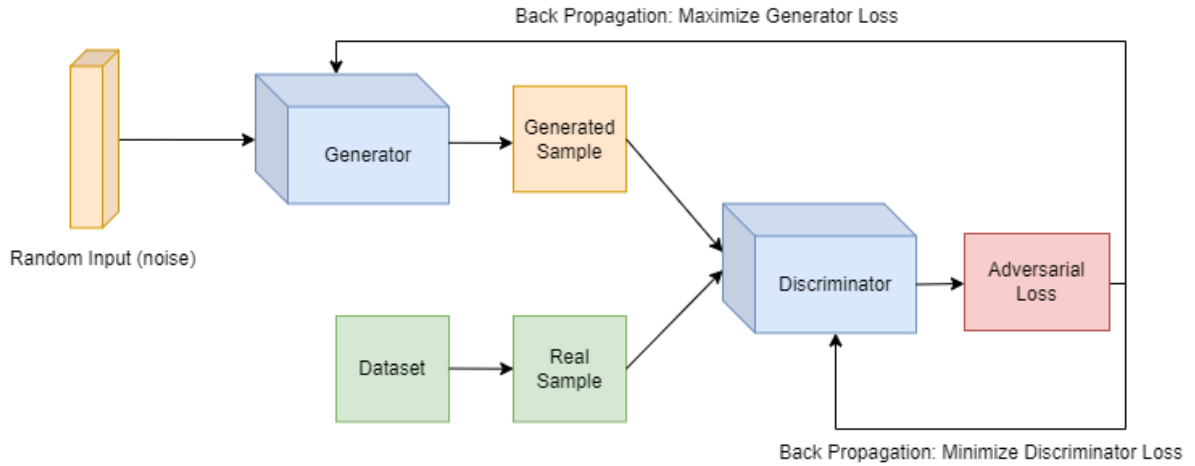 Back Propagation: Maximize Generator Loss
Generator
Generated
Sample
Random Input (noise)
Discriminator
Adversarial
Loss
Dataset
Real
Sample
Back Propagation: Minimize Discriminator Loss